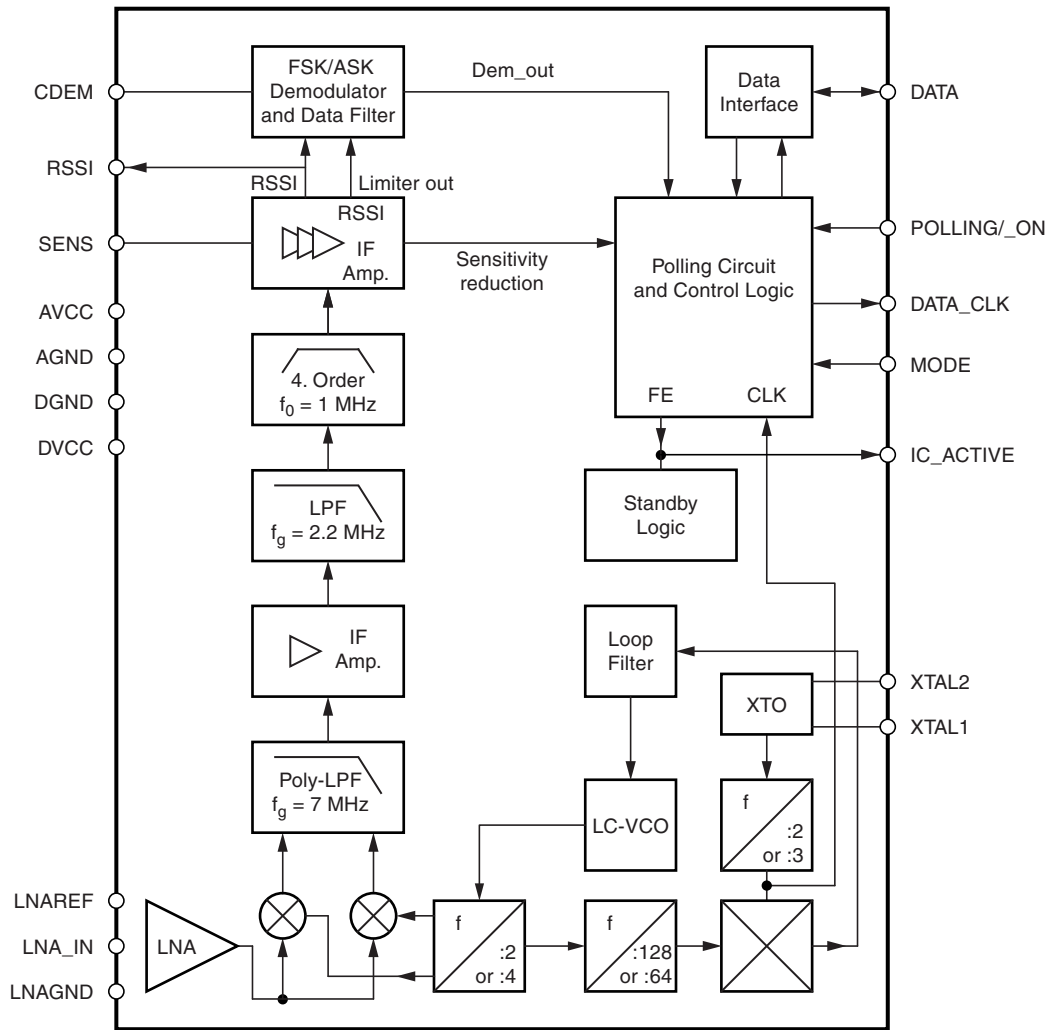 CDEM
FSK/ASK
Demodulator
and Data Filter
Dem_out
Data
Interface
DATA
RSSI
RSSI
Limiter out
SENS
RSSI
IF
Amp.
Sensitivity
reduction
Polling Circuit
and Control Logic
FE
CLK
POLLING/_ON
DATA_CLK
MODE
IC_ACTIVE
AVCC
AGND
DGND
DVCC
4. Order
f0 = 1 MHz
LPF
fg = 2.2 MHz
Standby
Logic
IF
Amp.
Loop
Filter
XTO
XTAL2
XTAL1
Poly-LPF
fg = 7 MHz
LC-VCO
f
:2
or :3
LNAREF
LNA_IN
LNAGND
LNA
f
:2
or :4
f
:128
or :64